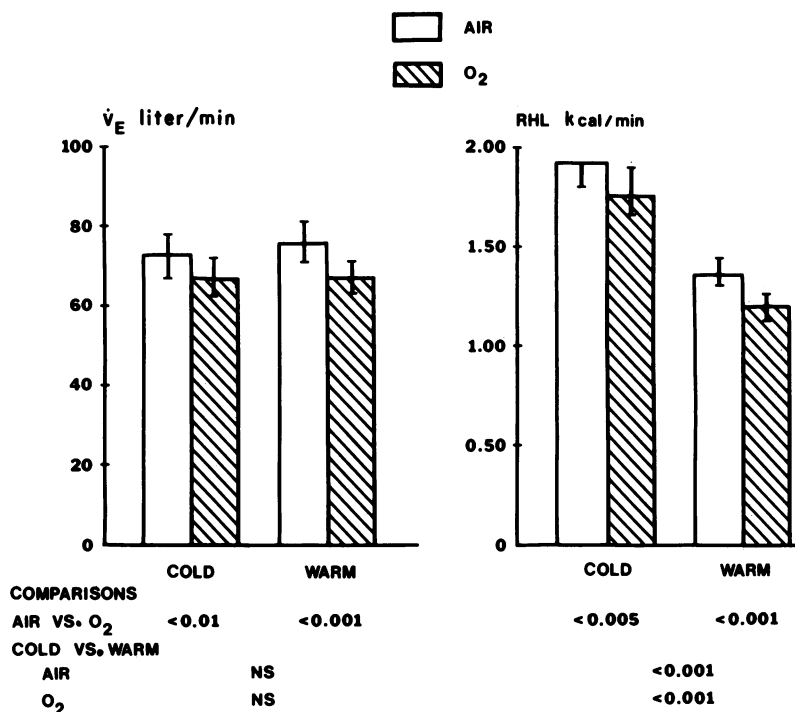 AIR
O₂
V̇E liter/min
100
80
60
40
20
0
COLD WARM
RHL kcal/min
2.00
1.50
1.00
0.50
0
COLD WARM
COMPARISONS
AIR VS. O₂ <0.01 <0.001 <0.005 <0.001
COLD VS. WARM
AIR NS <0.001
O₂ NS <0.001